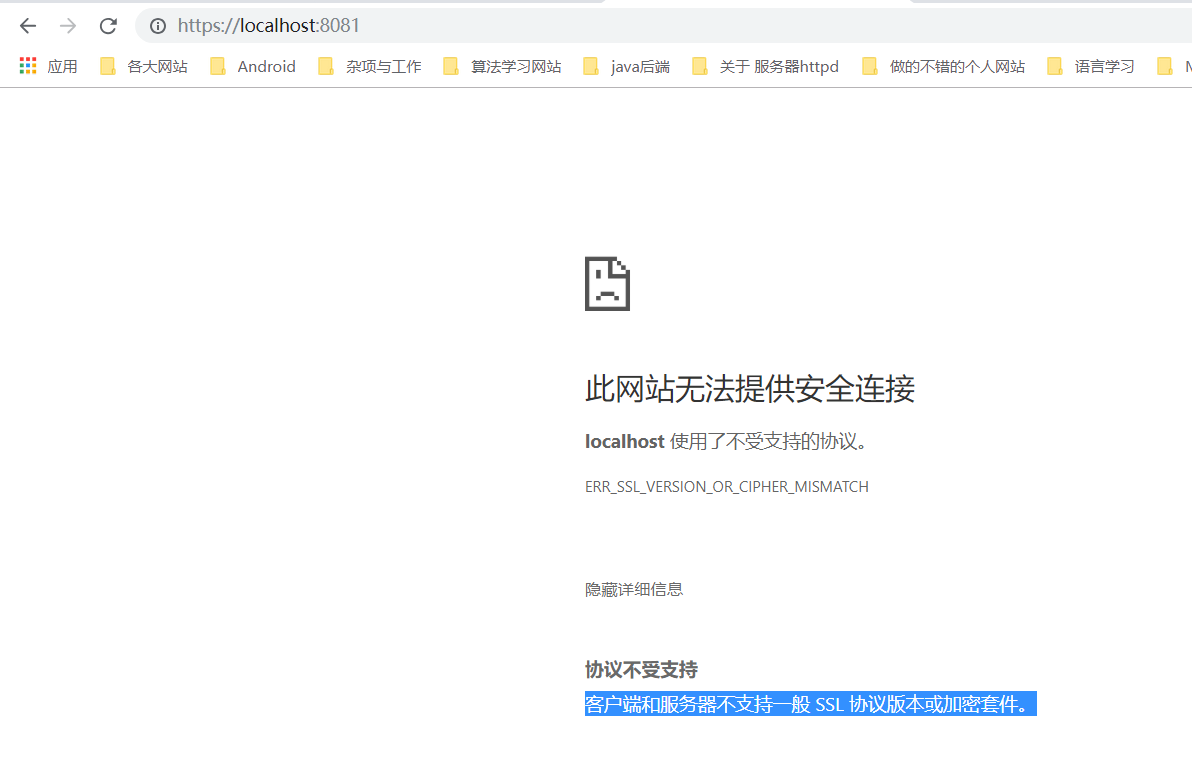 https://localhost:8081
应用 各大网站 Android 杂项与工作 算法学习网站 java后端 关于 服务器httpd 做的不错的个人网站 语言学习
此网站无法提供安全连接
localhost 使用了不受支持的协议。
ERR_SSL_VERSION_OR_CIPHER_MISMATCH
隐藏详细信息
协议不受支持
客户端和服务器不支持一般 SSL 协议版本或加密套件。